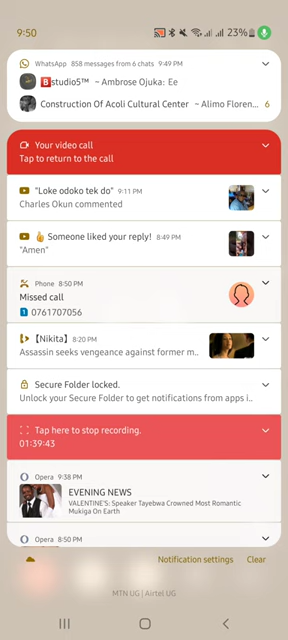 9:50
23%
WhatsApp 858 messages from 6 chats 9:49 PM
🅱studio5™ ~ Ambrose Ojuka: Ee
Construction Of Acoli Cultural Center ~ Alimo Floren... 6
Your video call
Tap to return to the call
"Loke odoko tek do" 9:11 PM
Charles Okun commented
👍 Someone liked your reply! 8:49 PM
"Amen"
Phone 8:50 PM
Missed call
1 0761707056
【Nikita】 8:20 PM
Assassin seeks vengeance against former m..
Secure Folder locked.
Unlock your Secure Folder to get notifications from apps i..
Tap here to stop recording.
01:39:43
Opera 9:38 PM
EVENING NEWS
VALENTINE'S: Speaker Tayebwa Crowned Most Romantic
Mukiga On Earth
Opera 8:50 PM
Notification settings Clear
MTN UG | Airtel UG